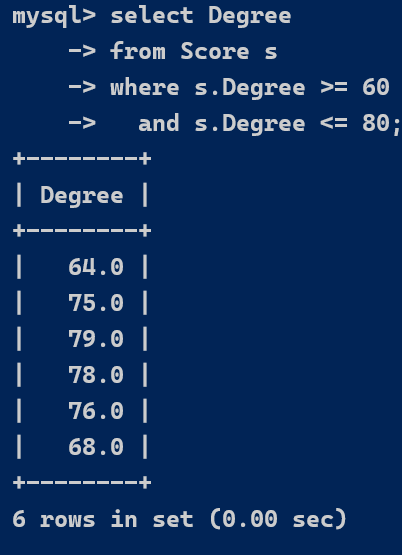 mysql> select Degree
    -> from Score s
    -> where s.Degree >= 60
    ->   and s.Degree <= 80;
+--------+
| Degree |
+--------+
|   64.0 |
|   75.0 |
|   79.0 |
|   78.0 |
|   76.0 |
|   68.0 |
+--------+
6 rows in set (0.00 sec)